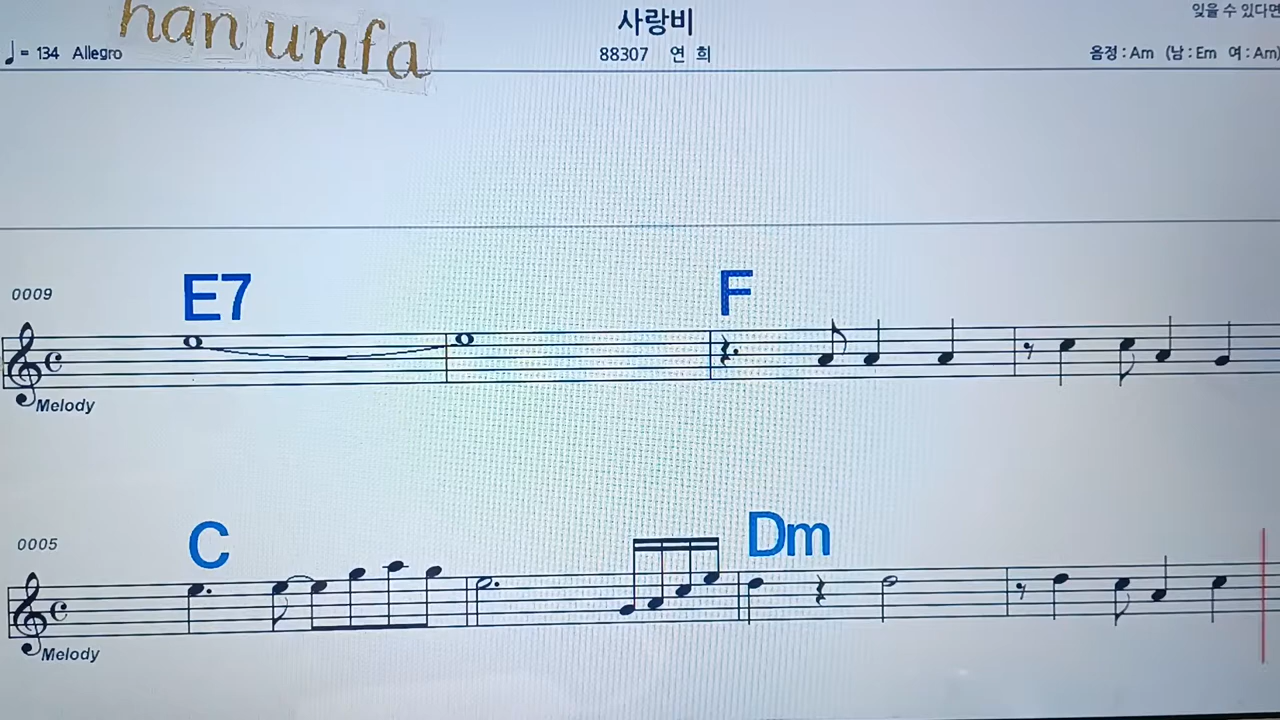 han unfa
사랑비
잊을 수 있다면
♩= 134 Allegro
88307 연 희
음정 : Am (남 : Em 여 : Am)
0009
E7
F
Melody
0005
C
Dm
Melody